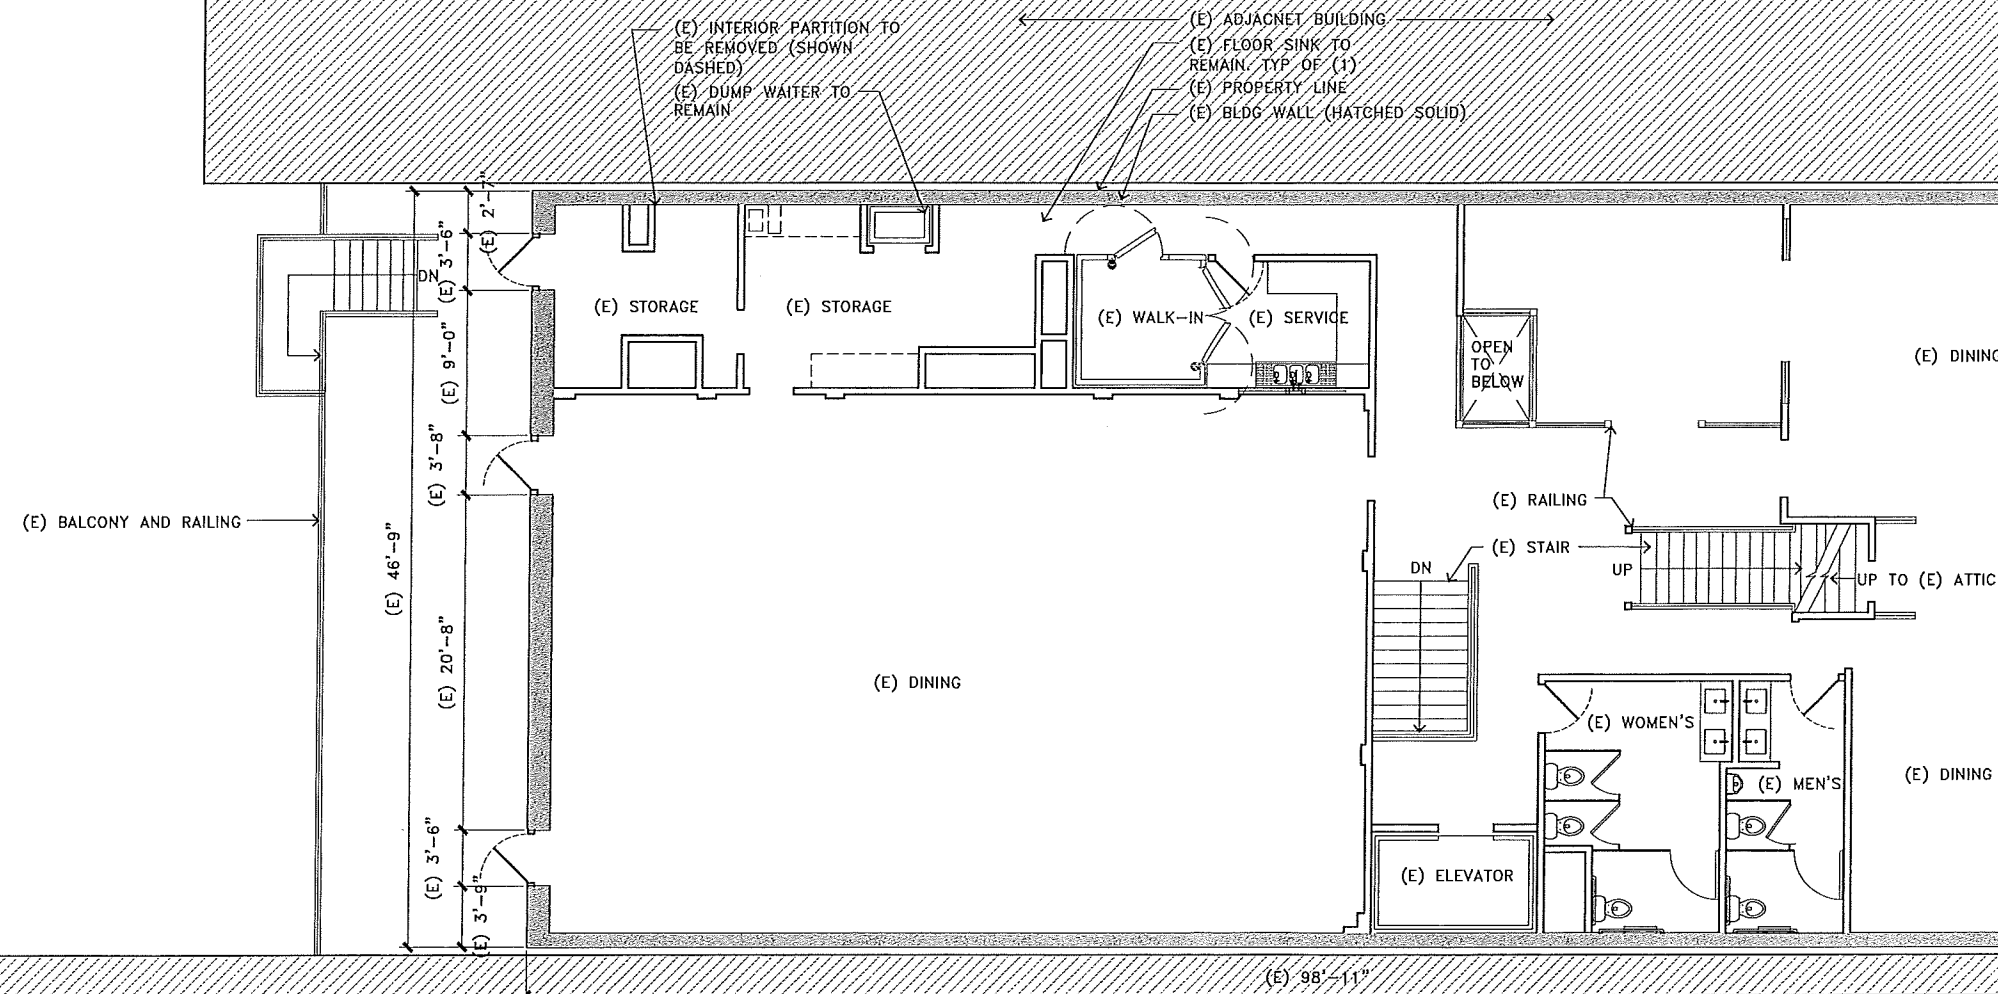 (E) INTERIOR PARTITION TO
BE REMOVED (SHOWN
DASHED)
(E) DUMP WAITER TO
REMAIN
(E) ADJACNET BUILDING
(E) FLOOR SINK TO
REMAIN. TYP OF (1)
(E) PROPERTY LINE
(E) BLDG WALL (HATCHED SOLID)
(E) 2'-7"
(E) 3'-6"
(E) 9'-0"
(E) 3'-8"
(E) 46'-9"
(E) 20'-8"
(E) 3'-6"
(E) 3'-9"
DN
(E) STORAGE
(E) STORAGE
(E) WALK-IN
(E) SERVICE
OPEN
TO
BELOW
(E) DINING
(E) BALCONY AND RAILING
(E) RAILING
(E) STAIR
DN
UP
UP TO (E) ATTIC
(E) DINING
(E) WOMEN'S
(E) MEN'S
(E) DINING
(E) ELEVATOR
(E) 98'-11"